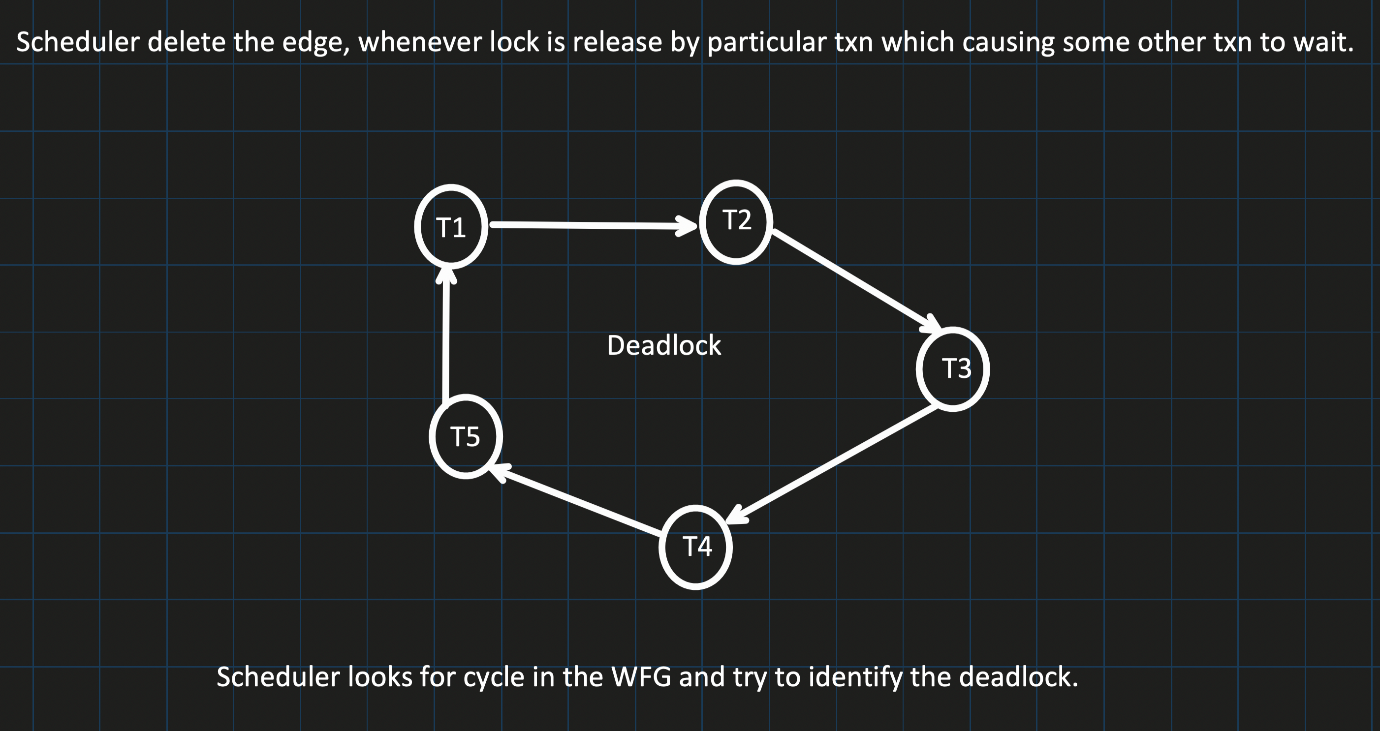 Scheduler delete the edge, whenever lock is release by particular txn which causing some other txn to wait.
T1
T2
Deadlock
T3
T5
T4
Scheduler looks for cycle in the WFG and try to identify the deadlock.